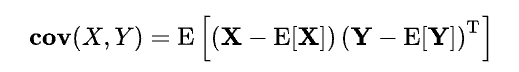 cov(X, Y) = E[(X − E[X]) (Y − E[Y])ᵀ]